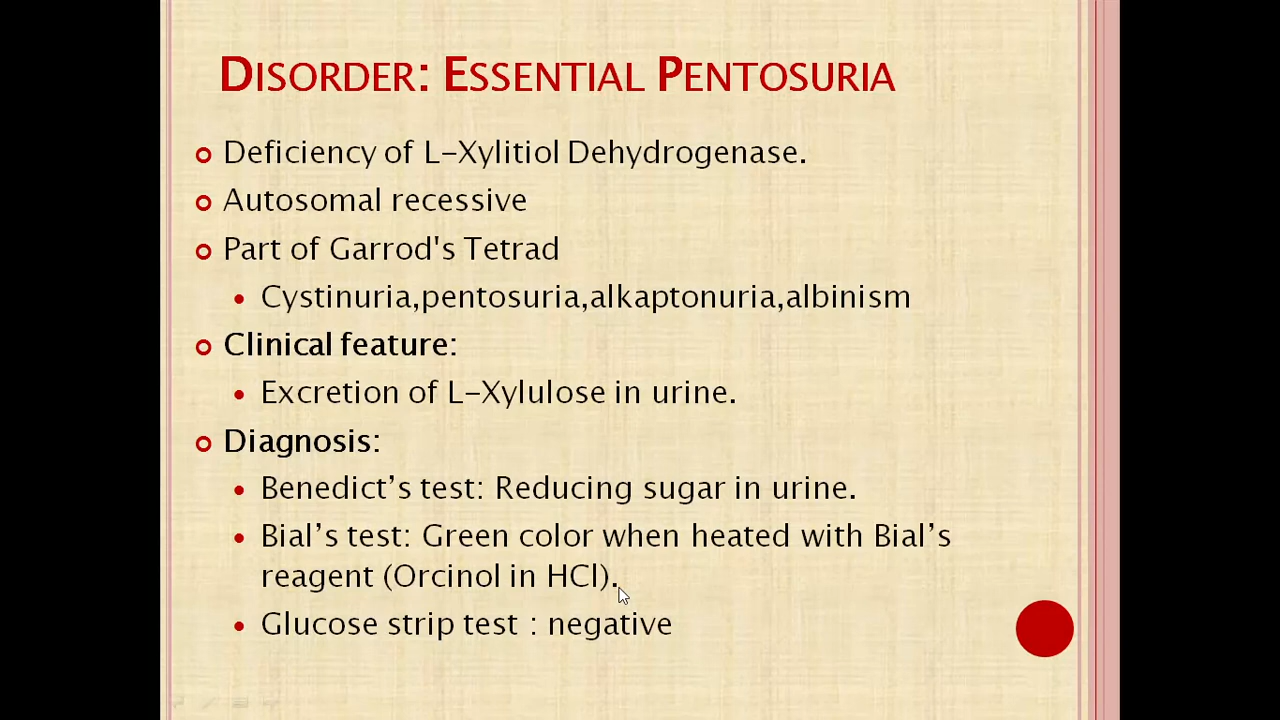 DISORDER: ESSENTIAL PENTOSURIA
Deficiency of L-Xylitiol Dehydrogenase.
Autosomal recessive
Part of Garrod's Tetrad
Cystinuria,pentosuria,alkaptonuria,albinism
Clinical feature:
Excretion of L-Xylulose in urine.
Diagnosis:
Benedict’s test: Reducing sugar in urine.
Bial’s test: Green color when heated with Bial’s
reagent (Orcinol in HCl).
Glucose strip test : negative